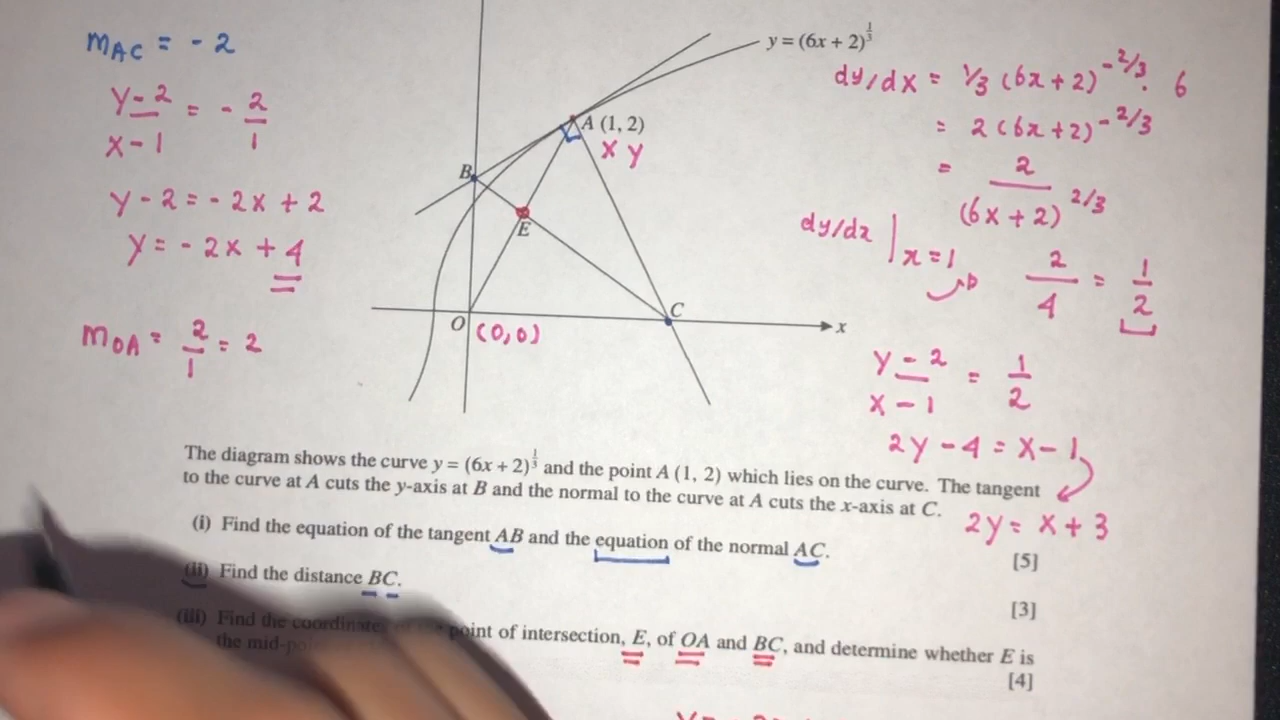 m_AC = - 2
y - 2 / x - 1 = - 2/1
y - 2 = - 2x + 2
y = - 2x + 4
m_OA = 2/1 = 2
y = (6x + 2)^(1/3)
A (1, 2)
x y
B
E
O (0,0)
C
x
dy/dx = 1/3 (6x + 2)^(-2/3) . 6
= 2 (6x + 2)^(-2/3)
= 2 / (6x + 2)^(2/3)
dy/dx | x = 1
2/4 = 1/2
y - 2 / x - 1 = 1/2
2y - 4 = x - 1
2y = x + 3
The diagram shows the curve y = (6x + 2)^(1/3) and the point A (1, 2) which lies on the curve. The tangent
to the curve at A cuts the y-axis at B and the normal to the curve at A cuts the x-axis at C.
(i) Find the equation of the tangent AB and the equation of the normal AC. [5]
(ii) Find the distance BC. [3]
(iii) Find the coordinates point of intersection, E, of OA and BC, and determine whether E is
the [4]